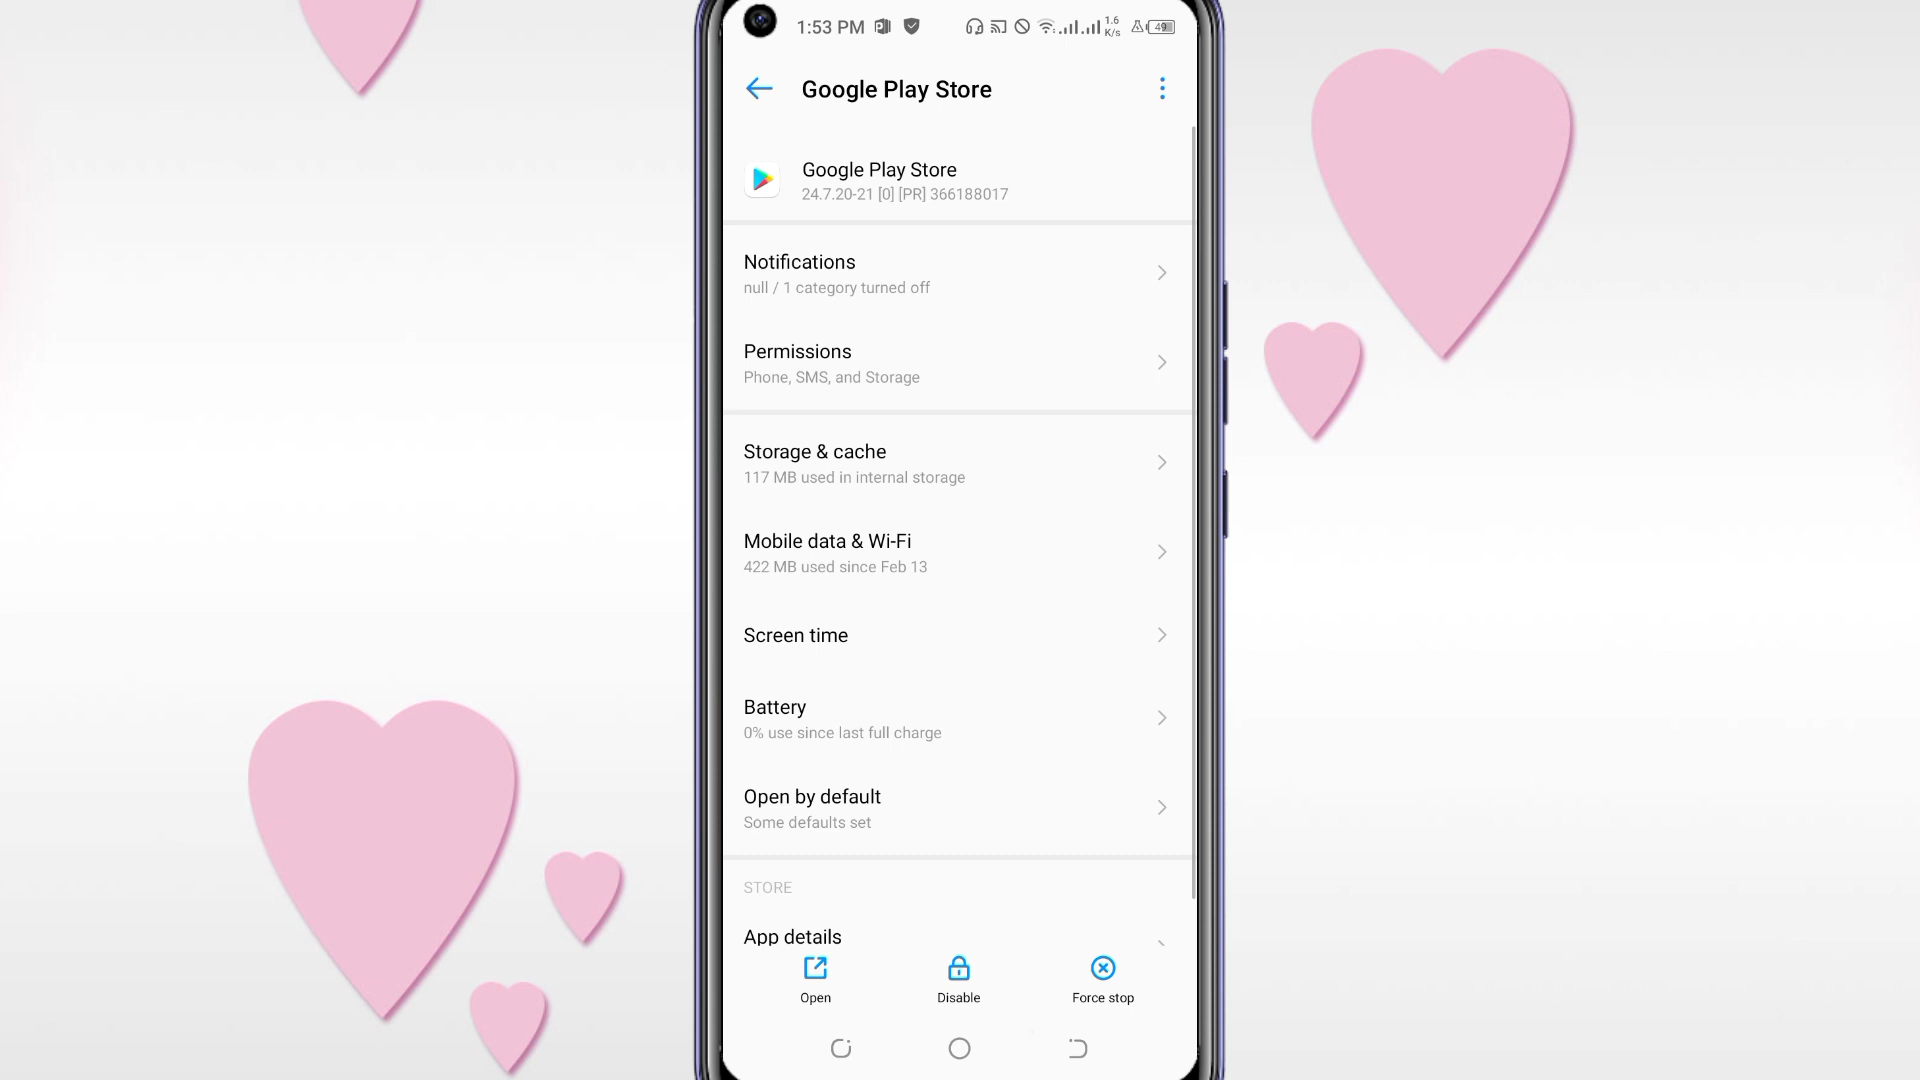 1:53 PM
1.6
K/s
49
Google Play Store
Google Play Store
24.7.20-21 [0] [PR] 366188017
Notifications
null / 1 category turned off
Permissions
Phone, SMS, and Storage
Storage & cache
117 MB used in internal storage
Mobile data & Wi-Fi
422 MB used since Feb 13
Screen time
Battery
0% use since last full charge
Open by default
Some defaults set
STORE
App details
Open
Disable
Force stop